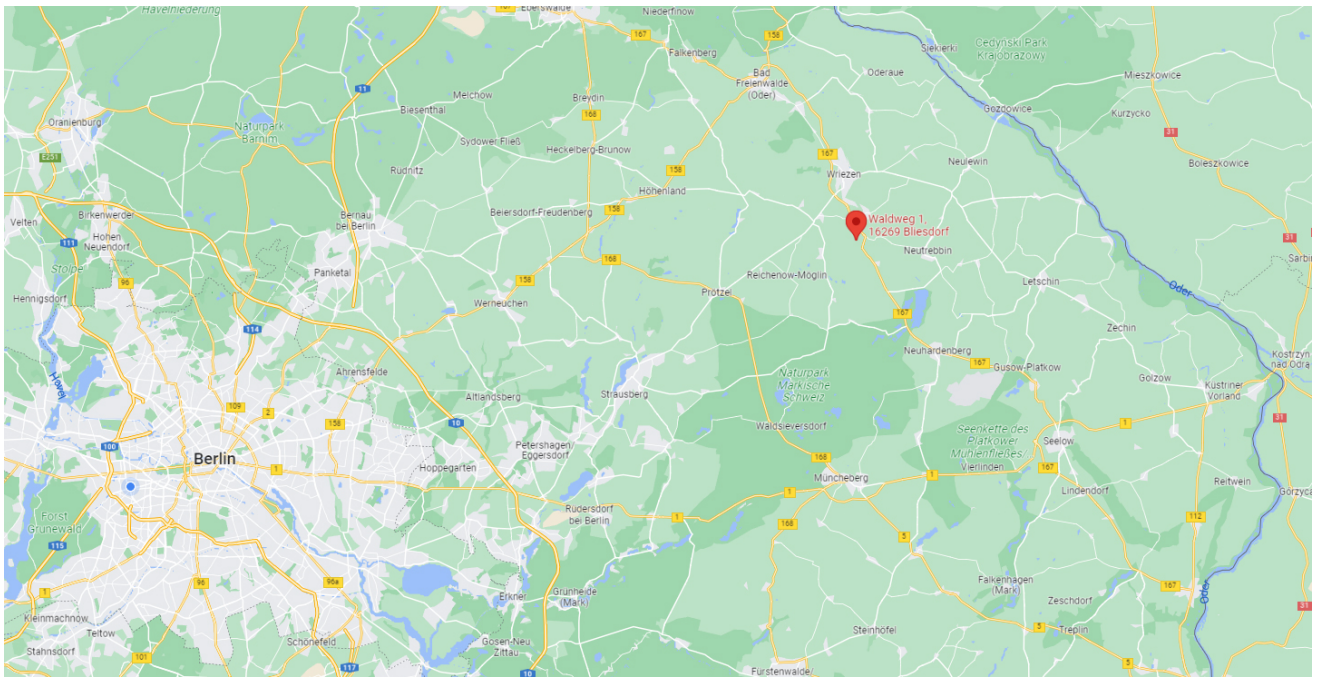 Havelniederung
167
Eberswalde
Niederfinow
167
158
Siekierki
Cedyński Park
Krajobrazowy
Falkenberg
Bad
Freienwalde
(Oder)
Oderaue
Mieszkowice
11
Melchow
Breydin
Biesenthal
168
Gozdowice
Kurzycko
Oranienburg
Naturpark
Barnim
31
Sydower Fließ
Heckelberg-Brunow
167
E251
Rudnitz
158
Neulewin
Boleszkowice
Wriezen
Höhenland
Velten
Birkenwerder
Bernau
bei Berlin
Beiersdorf-Freudenberg
158
Waldweg 1,
16269 Bliesdorf
111
Hohen
Neuendorf
31
Neutrebbin
Stolpe
168
Sarbi
Panketal
Reichenow-Möglin
96
158
Letschin
Oder
Hennigsdorf
Werneuchen
Prötzel
167
114
Zechin
Neuhardenberg
167
Kostrzyn
nad Odrą
Ahrensfelde
Naturpark
Märkische
Schweiz
Gusow-Platkow
Golzow
Küstriner
Vorland
Havel
Altlandsberg
Strausberg
109
2
158
10
Waldsieversdorf
Seenkette des
Platkower
Mühlenfließes/
1
31
100
Petershagen/
Eggersdorf
Seelow
Berlin
1
Hoppegarten
168
Vierlinden
167
1
Müncheberg
Lindendorf
Reitwein
Górzyca
1
Forst
Grunewald
Rüdersdorf
bei Berlin
1
168
112
115
5
96
96a
Falkenhagen
(Mark)
167
Oder
1
Erkner
Grünheide
(Mark)
Zeschdorf
31
Kleinmachnow
Teltow
Steinhöfel
5
Treplin
Stahnsdorf
101
Schönefeld
117
Gosen-Neu
Zittau
10
Fürstenwalde/
5